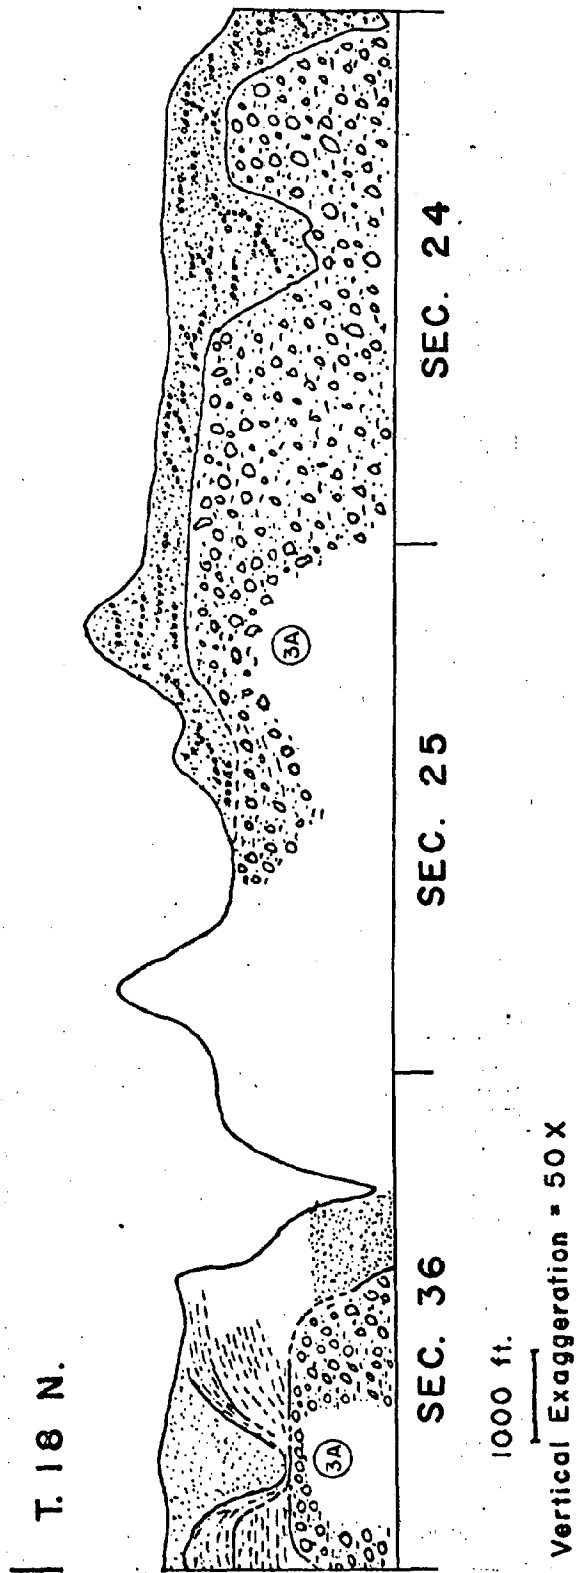 T. 18 N.
3A
3A
SEC. 36
SEC. 25
SEC. 24
1000 ft.
Vertical Exaggeration = 50 X